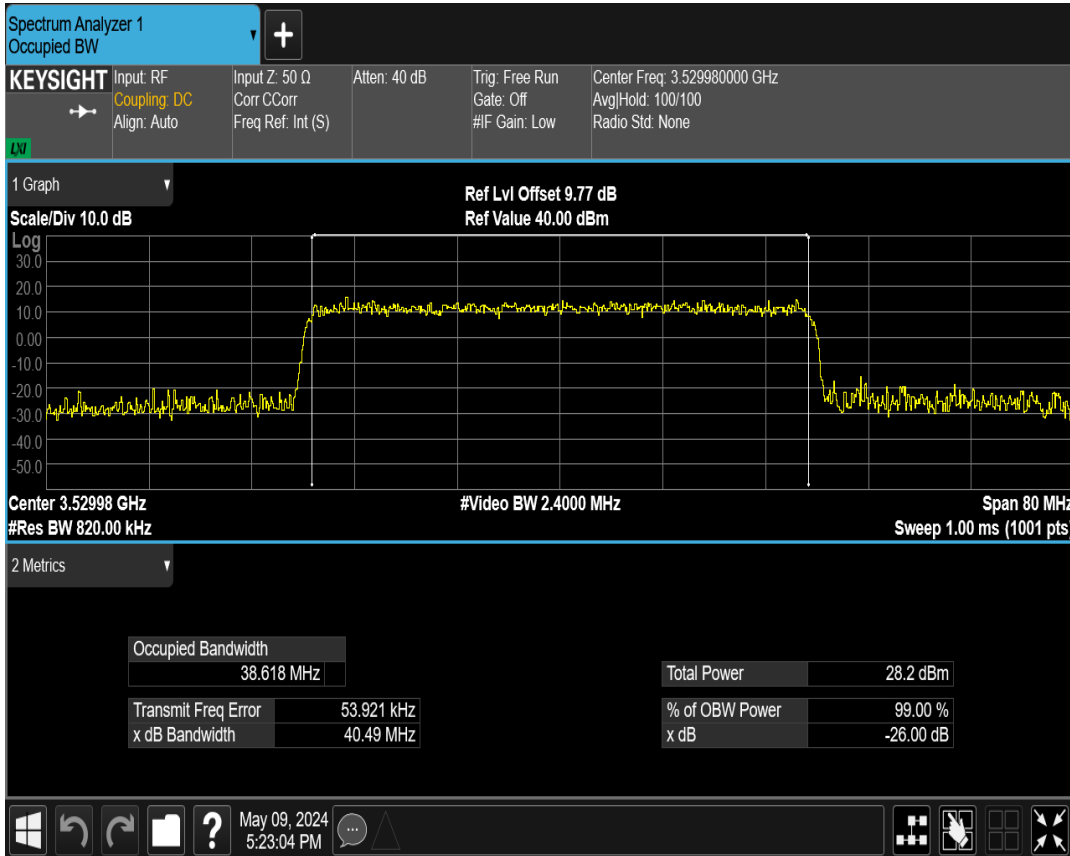 Spectrum Analyzer 1
Occupied BW
KEYSIGHT
LXI
Input: RF
Coupling: DC
Align: Auto
Input Z: 50 Ω
Corr CCorr
Freq Ref: Int (S)
Atten: 40 dB
Trig: Free Run
Gate: Off
#IF Gain: Low
Center Freq: 3.529980000 GHz
Avg|Hold: 100/100
Radio Std: None
1 Graph
Scale/Div 10.0 dB
Ref Lvl Offset 9.77 dB
Ref Value 40.00 dBm
Log
30.0
20.0
10.0
0.00
-10.0
-20.0
-30.0
-40.0
-50.0
Center 3.52998 GHz
#Video BW 2.4000 MHz
Span 80 MHz
#Res BW 820.00 kHz
Sweep 1.00 ms (1001 pts)
2 Metrics
Occupied Bandwidth
38.618 MHz
Transmit Freq Error 53.921 kHz
x dB Bandwidth 40.49 MHz
Total Power 28.2 dBm
% of OBW Power 99.00 %
x dB -26.00 dB
?
May 09, 2024
5:23:04 PM